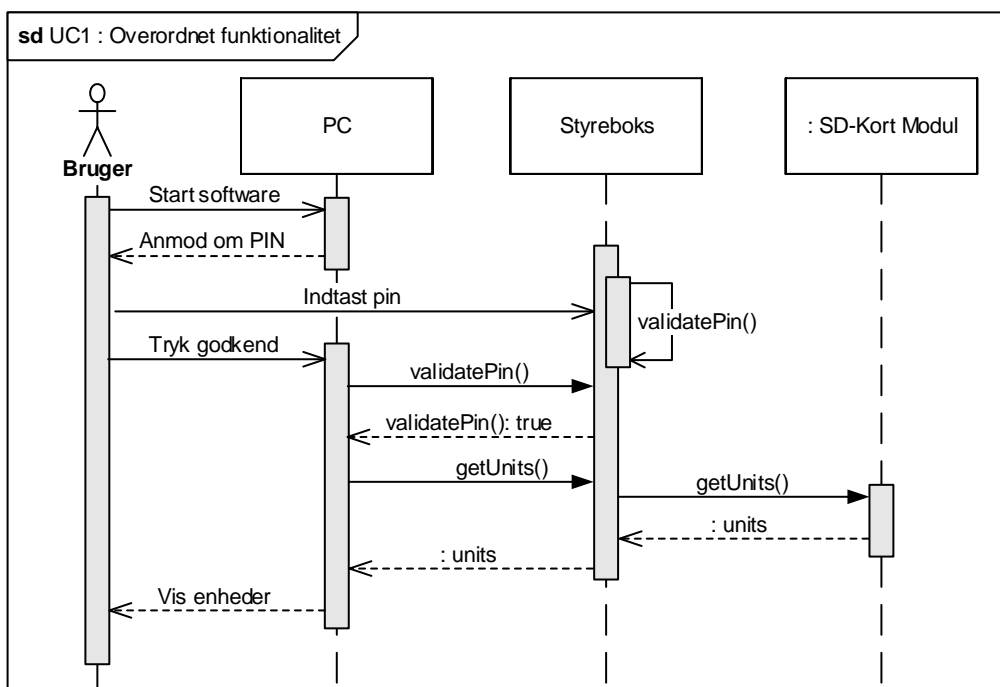 sd UC1 : Overordnet funktionalitet
PC
Styreboks
: SD-Kort Modul
Bruger
Start software
Anmod om PIN
Indtast pin
validatePin()
Tryk godkend
validatePin()
validatePin(): true
getUnits()
getUnits()
: units
: units
Vis enheder